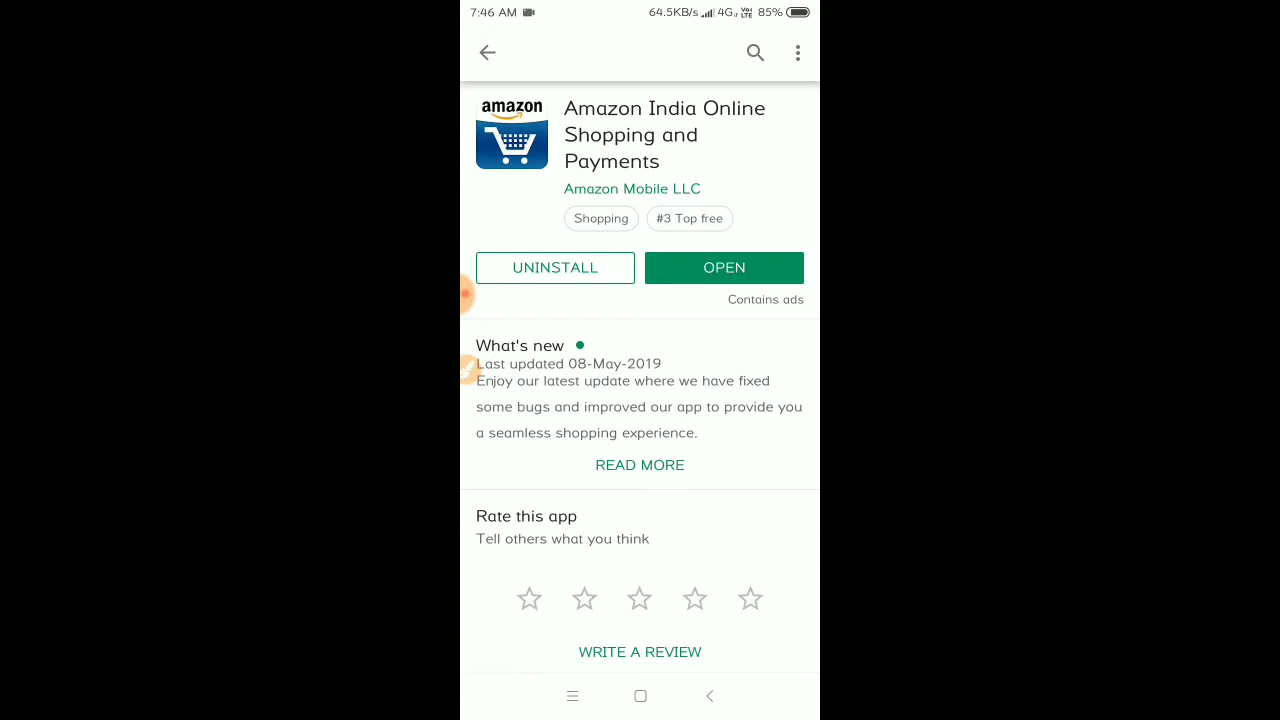 7:46 AM 64.5KB/s 4G VoLTE 85%
amazon
Amazon India Online
Shopping and
Payments
Amazon Mobile LLC
Shopping #3 Top free
UNINSTALL OPEN
Contains ads
What's new
Last updated 08-May-2019
Enjoy our latest update where we have fixed
some bugs and improved our app to provide you
a seamless shopping experience.
READ MORE
Rate this app
Tell others what you think
WRITE A REVIEW